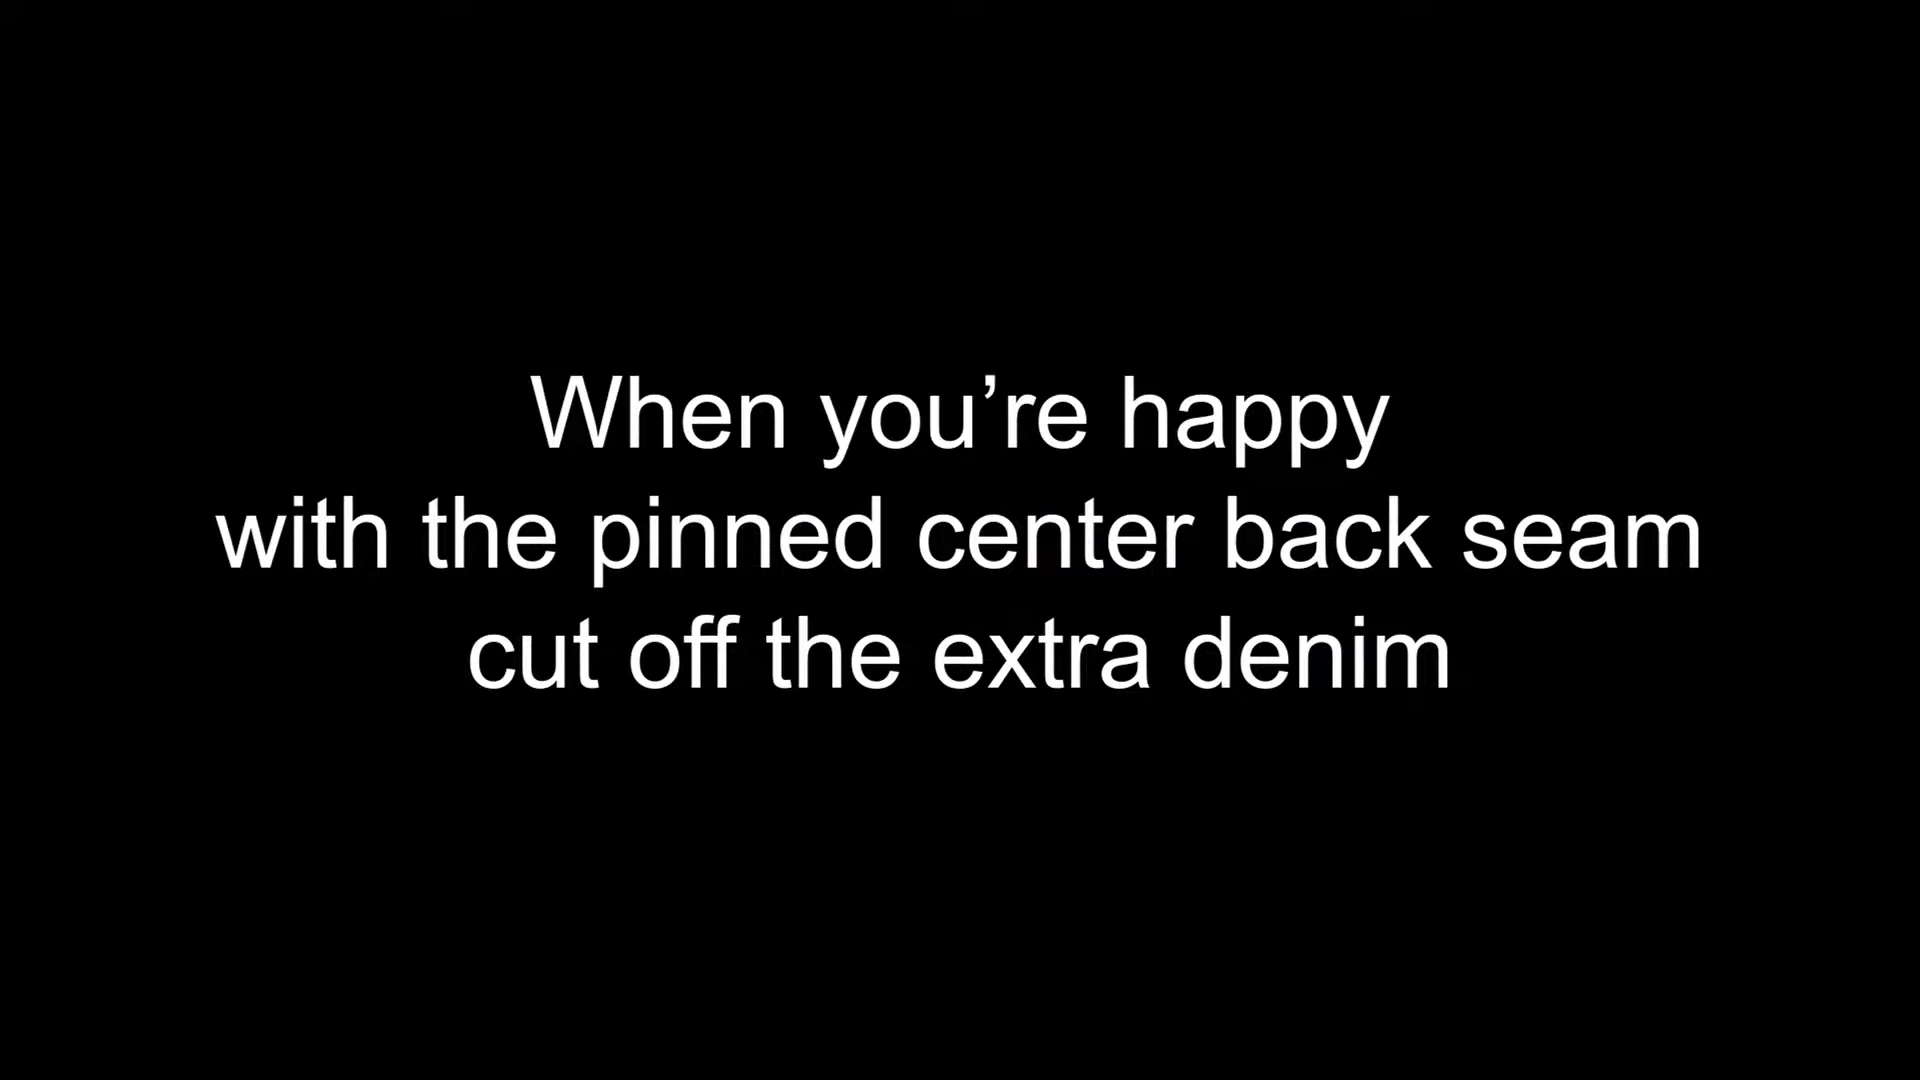 When you’re happy
with the pinned center back seam
cut off the extra denim